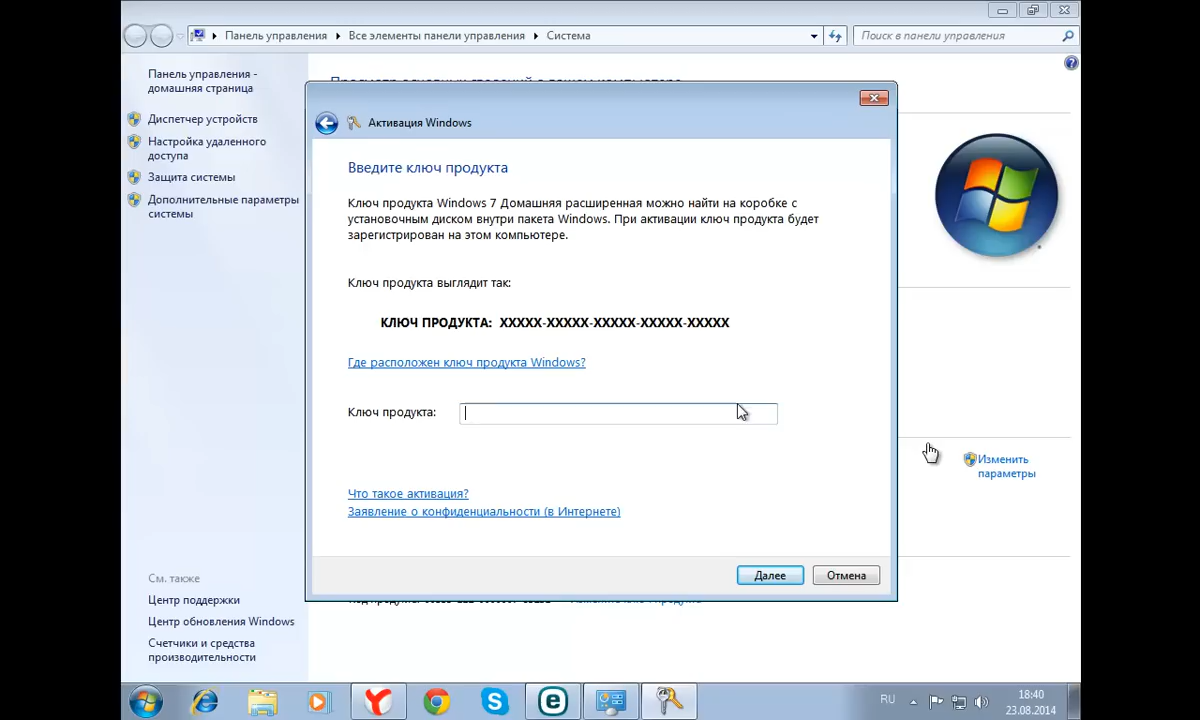 Панель управления
Все элементы панели управления
Система
Поиск в панели управления
Панель управления -
домашняя страница
Диспетчер устройств
Настройка удаленного
доступа
Защита системы
Дополнительные параметры
системы
Активация Windows
Введите ключ продукта
Ключ продукта Windows 7 Домашняя расширенная можно найти на коробке с
установочным диском внутри пакета Windows. При активации ключ продукта будет
зарегистрирован на этом компьютере.
Ключ продукта выглядит так:
КЛЮЧ ПРОДУКТА: XXXXX-XXXXX-XXXXX-XXXXX-XXXXX
Где расположен ключ продукта Windows?
Ключ продукта:
Что такое активация?
Заявление о конфиденциальности (в Интернете)
Далее
Отмена
Изменить
параметры
См. также
Центр поддержки
Центр обновления Windows
Счетчики и средства
производительности
RU
18:40
23.08.2014